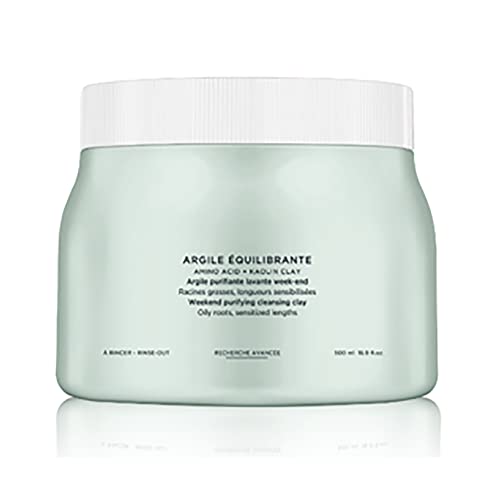 ARGILE ÉQUILIBRANTE
AMINO ACID + KAOLIN CLAY
Argile purifiante lavante week-end
Racines grasses, longueurs sensibilisées
Weekend purifying cleansing clay
Oily roots, sensitized lengths
À RINCER - RINSE-OUT
RECHERCHE AVANCÉE
500 ml 16.9 fl.oz